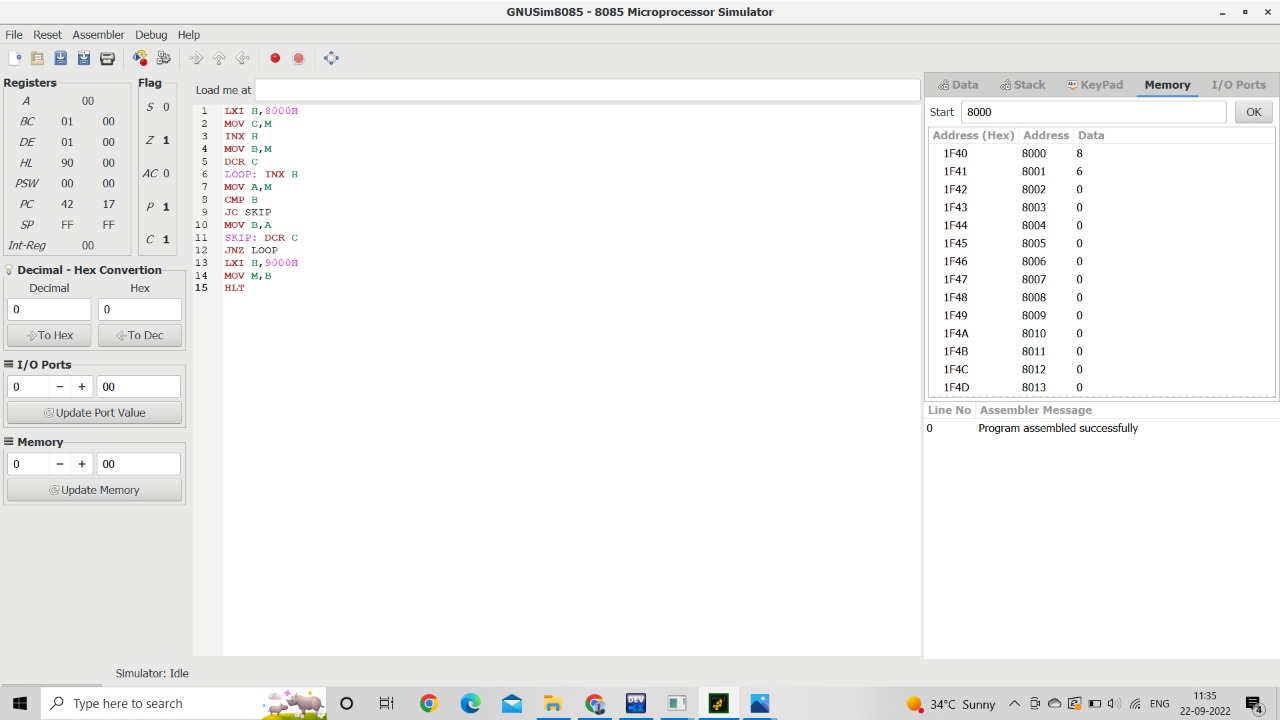 GNUSim8085 - 8085 Microprocessor Simulator
File Reset Assembler Debug Help
Registers
A 00
BC 01 00
DE 01 00
HL 90 00
PSW 00 00
PC 42 17
SP FF FF
Int-Reg 00
Flag
S 0
Z 1
AC 0
P 1
C 1
Decimal - Hex Convertion
Decimal Hex
0 0
To Hex To Dec
I/O Ports
0 − + 00
Update Port Value
Memory
0 − + 00
Update Memory
Load me at
1 LXI H,8000H
2 MOV C,M
3 INX H
4 MOV B,M
5 DCR C
6 LOOP: INX H
7 MOV A,M
8 CMP B
9 JC SKIP
10 MOV B,A
11 SKIP: DCR C
12 JNZ LOOP
13 LXI H,9000H
14 MOV M,B
15 HLT
Data Stack KeyPad Memory I/O Ports
Start 8000 OK
Address (Hex) Address Data
1F40 8000 8
1F41 8001 6
1F42 8002 0
1F43 8003 0
1F44 8004 0
1F45 8005 0
1F46 8006 0
1F47 8007 0
1F48 8008 0
1F49 8009 0
1F4A 8010 0
1F4B 8011 0
1F4C 8012 0
1F4D 8013 0
Line No Assembler Message
0 Program assembled successfully
Simulator: Idle
Type here to search
DEV
34°C Sunny
ENG
11:35
22-09-2022
4